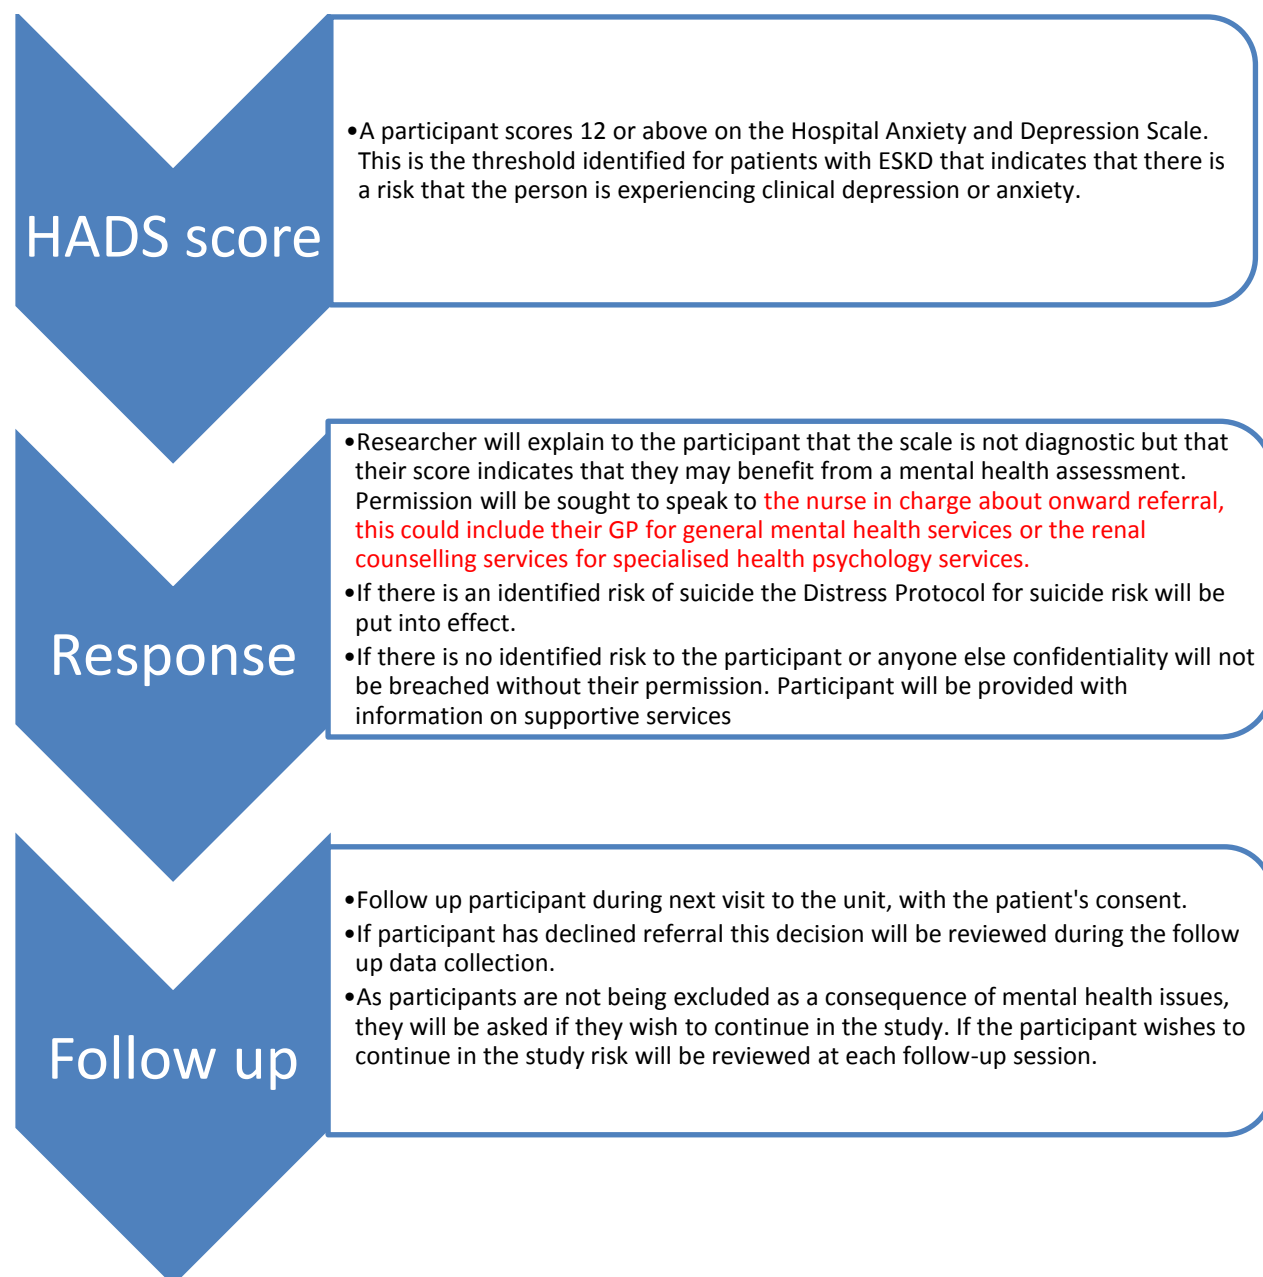 HADS score
•A participant scores 12 or above on the Hospital Anxiety and Depression Scale.
This is the threshold identified for patients with ESKD that indicates that there is
a risk that the person is experiencing clinical depression or anxiety.
Response
•Researcher will explain to the participant that the scale is not diagnostic but that
their score indicates that they may benefit from a mental health assessment.
Permission will be sought to speak to the nurse in charge about onward referral,
this could include their GP for general mental health services or the renal
counselling services for specialised health psychology services.
•If there is an identified risk of suicide the Distress Protocol for suicide risk will be
put into effect.
•If there is no identified risk to the participant or anyone else confidentiality will not
be breached without their permission. Participant will be provided with
information on supportive services
Follow up
•Follow up participant during next visit to the unit, with the patient's consent.
•If participant has declined referral this decision will be reviewed during the follow
up data collection.
•As participants are not being excluded as a consequence of mental health issues,
they will be asked if they wish to continue in the study. If the participant wishes to
continue in the study risk will be reviewed at each follow-up session.